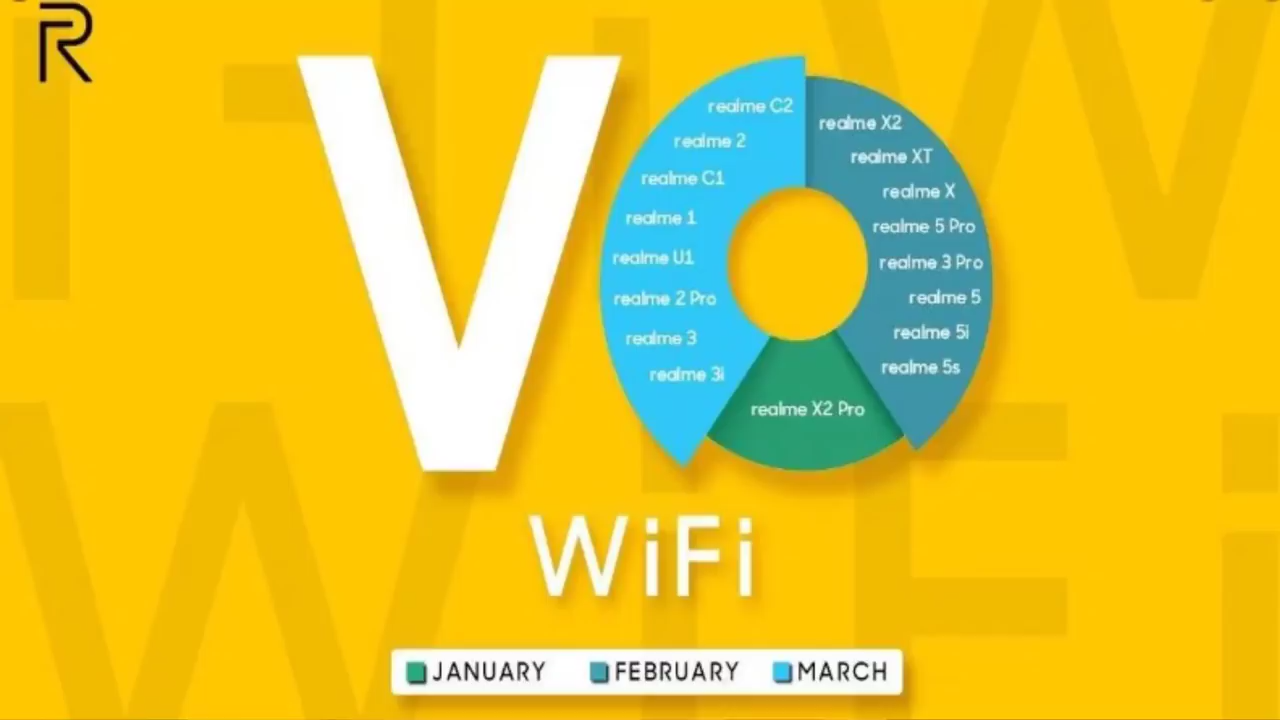 R
VO
realme C2
realme 2
realme C1
realme 1
realme U1
realme 2 Pro
realme 3
realme 3i
realme X2
realme XT
realme X
realme 5 Pro
realme 3 Pro
realme 5
realme 5i
realme 5s
realme X2 Pro
WiFi
JANUARY FEBRUARY MARCH